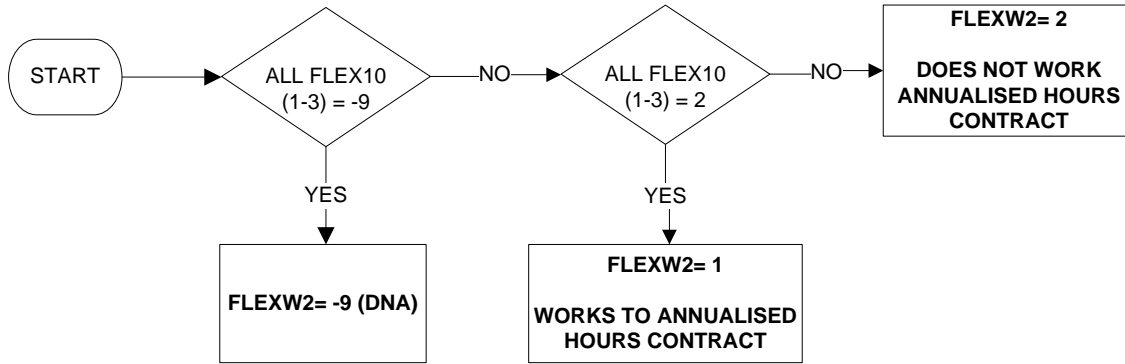 START
ALL FLEX10
(1-3) = -9
NO
ALL FLEX10
(1-3) = 2
NO
FLEXW2= 2
DOES NOT WORK
ANNUALISED HOURS
CONTRACT
YES
YES
FLEXW2= -9 (DNA)
FLEXW2= 1
WORKS TO ANNUALISED
HOURS CONTRACT